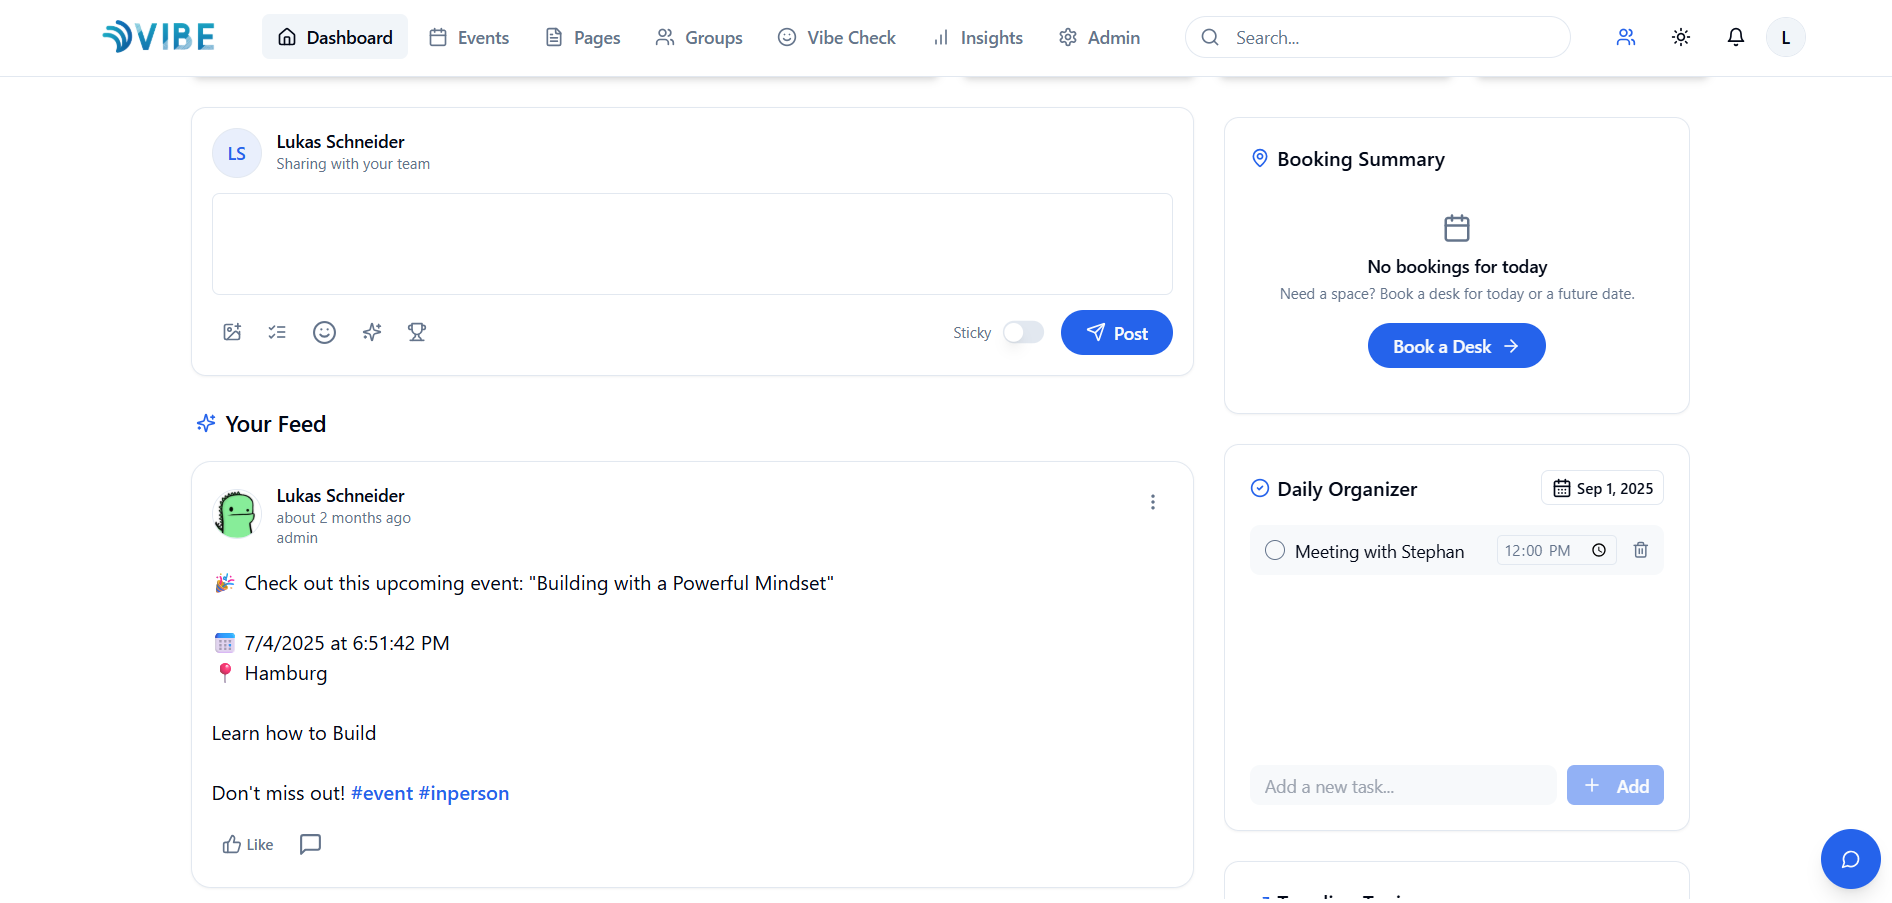 VIBE
Dashboard
Events
Pages
Groups
Vibe Check
Insights
Admin
Search...
L
LS
Lukas Schneider
Sharing with your team
Sticky
Post
Your Feed
Lukas Schneider
about 2 months ago
admin
🎉 Check out this upcoming event: "Building with a Powerful Mindset"
📅 7/4/2025 at 6:51:42 PM
📍 Hamburg
Learn how to Build
Don't miss out! #event #inperson
Like
Booking Summary
No bookings for today
Need a space? Book a desk for today or a future date.
Book a Desk
Daily Organizer
Sep 1, 2025
Meeting with Stephan
12:00 PM
Add a new task...
Add